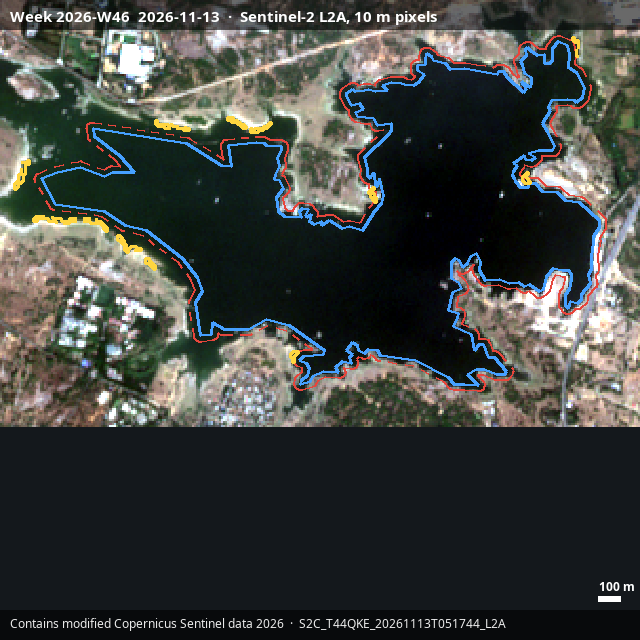 Week 2026-W46 2026-11-13 · Sentinel-2 L2A, 10 m pixels
100 m
Contains modified Copernicus Sentinel data 2026 · S2C_T44QKE_20261113T051744_L2A